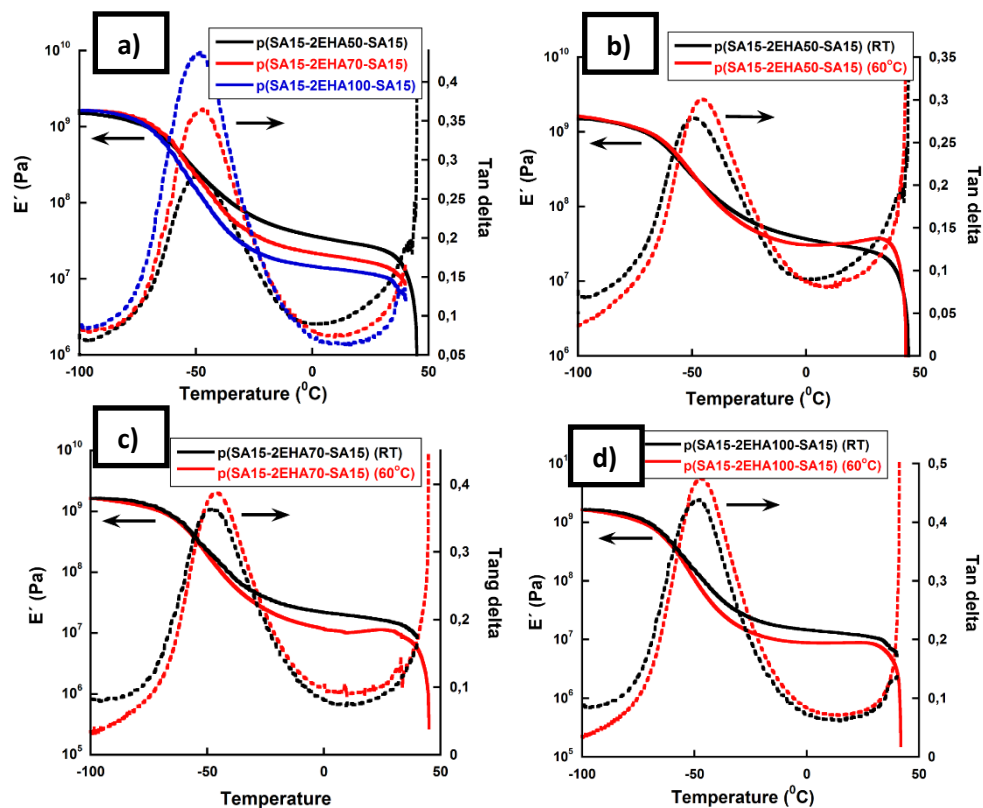 a)
p(SA15-2EHA50-SA15)
p(SA15-2EHA70-SA15)
p(SA15-2EHA100-SA15)
E´ (Pa)
10¹⁰
10⁹
10⁸
10⁷
10⁶
0,4
0,35
0,3
0,25
0,2
0,15
0,1
0,05
Tan delta
-100 -50 0 50
Temperature (⁰C)
b)
p(SA15-2EHA50-SA15) (RT)
p(SA15-2EHA50-SA15) (60°C)
E´ (Pa)
10¹⁰
10⁹
10⁸
10⁷
10⁶
0,35
0,3
0,25
0,2
0,15
0,1
0,05
0
Tan delta
-100 -50 0 50
Temperature (⁰C)
c)
p(SA15-2EHA70-SA15) (RT)
p(SA15-2EHA70-SA15) (60°C)
E´ (Pa)
10¹⁰
10⁹
10⁸
10⁷
10⁶
10⁵
0,4
0,3
0,2
0,1
0
Tang delta
-100 -50 0 50
Temperature
d)
p(SA15-2EHA100-SA15) (RT)
p(SA15-2EHA100-SA15) (60°C)
E´ (Pa)
10⁹
10⁸
10⁷
10⁶
10⁵
0,5
0,4
0,3
0,2
0,1
0
Tan delta
-100 -50 0 50
Temperature (⁰C)